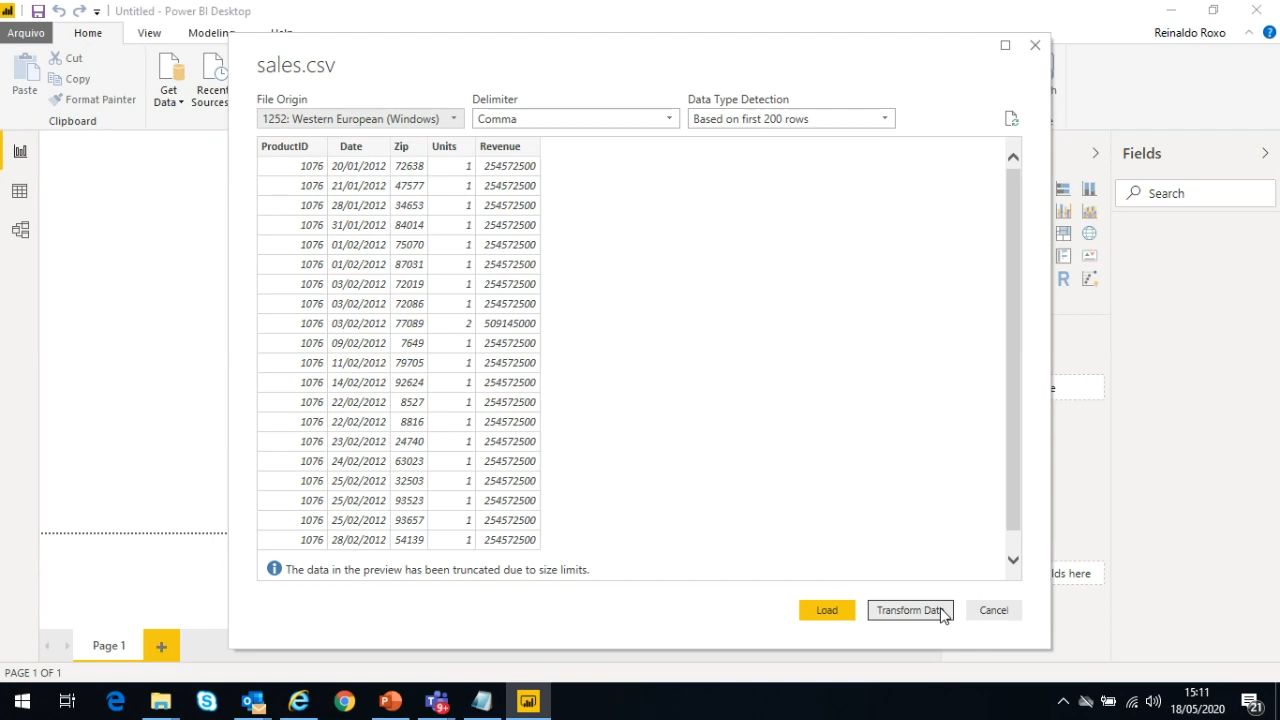 Untitled - Power BI Desktop
Arquivo Home View Modeling Help Reinaldo Roxo
Paste Cut Copy Format Painter
Clipboard
Get Data Recent Sources
sales.csv
File Origin Delimiter Data Type Detection
1252: Western European (Windows) Comma Based on first 200 rows
ProductID Date Zip Units Revenue
1076 20/01/2012 72638 1 254572500
1076 21/01/2012 47577 1 254572500
1076 28/01/2012 34653 1 254572500
1076 31/01/2012 84014 1 254572500
1076 01/02/2012 75070 1 254572500
1076 01/02/2012 87031 1 254572500
1076 03/02/2012 72019 1 254572500
1076 03/02/2012 72086 1 254572500
1076 03/02/2012 77089 2 509145000
1076 09/02/2012 7649 1 254572500
1076 11/02/2012 79705 1 254572500
1076 14/02/2012 92624 1 254572500
1076 22/02/2012 8527 1 254572500
1076 22/02/2012 8816 1 254572500
1076 23/02/2012 24740 1 254572500
1076 24/02/2012 63023 1 254572500
1076 25/02/2012 32503 1 254572500
1076 25/02/2012 93523 1 254572500
1076 25/02/2012 93657 1 254572500
1076 28/02/2012 54139 1 254572500
The data in the preview has been truncated due to size limits.
Load Transform Data Cancel
Fields
Search
R
lds here
Page 1
PAGE 1 OF 1
9+
15:11
18/05/2020
21